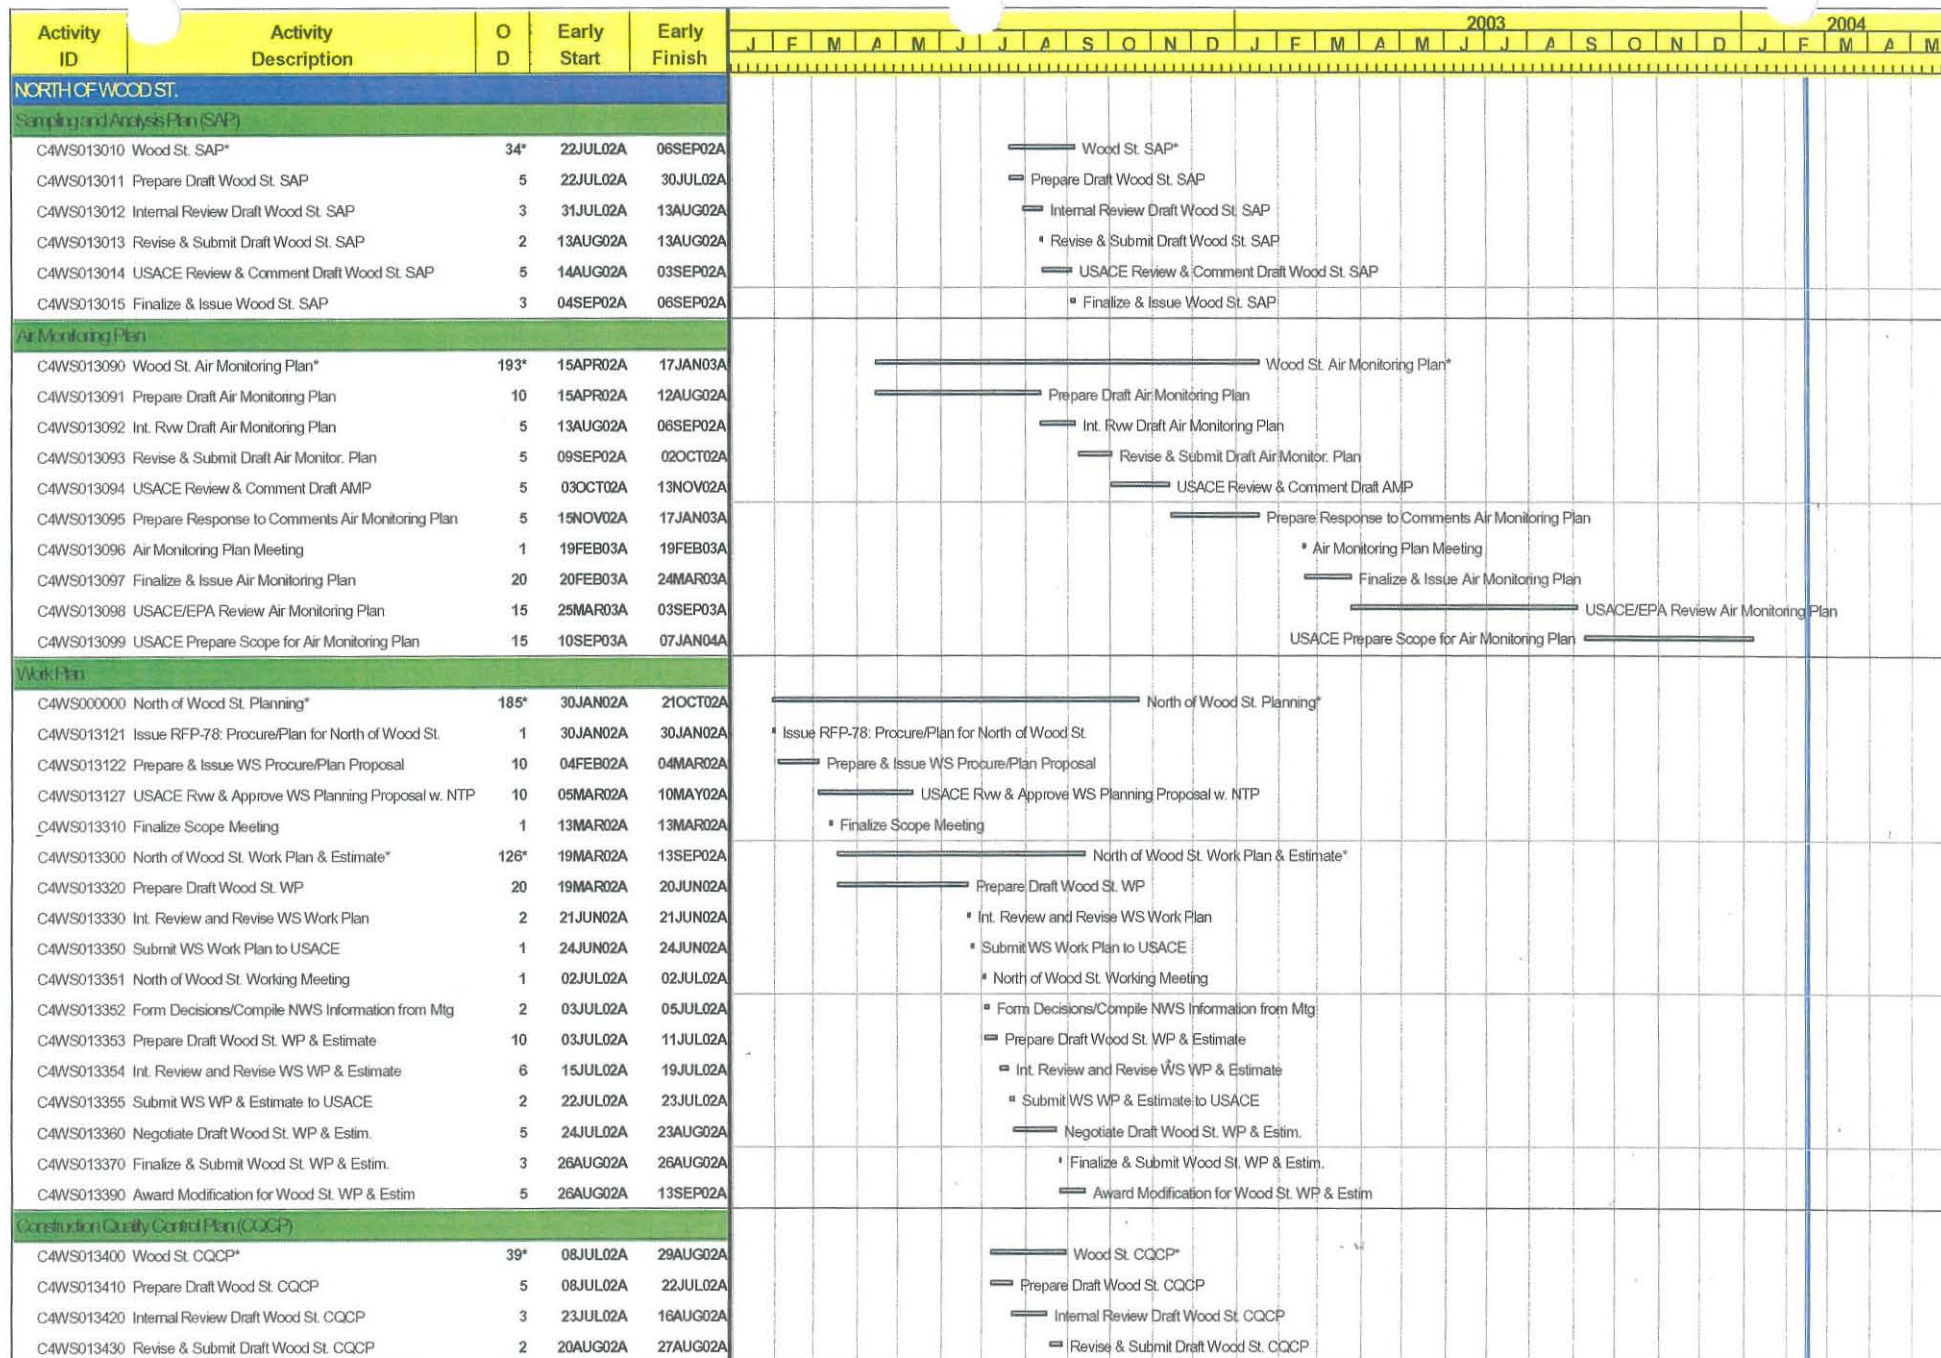 Activity ID Activity Description O D Early Start Early Finish 2003 2004
J F M A M J J A S O N D J F M A M J J A S O N D J F M A M
NORTH OF WOOD ST.
Sampling and Analysis Plan (SAP)
C4WS013010 Wood St. SAP* 34* 22JUL02A 06SEP02A Wood St. SAP*
C4WS013011 Prepare Draft Wood St. SAP 5 22JUL02A 30JUL02A Prepare Draft Wood St. SAP
C4WS013012 Internal Review Draft Wood St. SAP 3 31JUL02A 13AUG02A Internal Review Draft Wood St. SAP
C4WS013013 Revise & Submit Draft Wood St. SAP 2 13AUG02A 13AUG02A Revise & Submit Draft Wood St. SAP
C4WS013014 USACE Review & Comment Draft Wood St. SAP 5 14AUG02A 03SEP02A USACE Review & Comment Draft Wood St. SAP
C4WS013015 Finalize & Issue Wood St. SAP 3 04SEP02A 06SEP02A Finalize & Issue Wood St. SAP
Air Monitoring Plan
C4WS013090 Wood St. Air Monitoring Plan* 193* 15APR02A 17JAN03A Wood St. Air Monitoring Plan*
C4WS013091 Prepare Draft Air Monitoring Plan 10 15APR02A 12AUG02A Prepare Draft Air Monitoring Plan
C4WS013092 Int. Rvw Draft Air Monitoring Plan 5 13AUG02A 06SEP02A Int. Rvw Draft Air Monitoring Plan
C4WS013093 Revise & Submit Draft Air Monitor. Plan 5 09SEP02A 02OCT02A Revise & Submit Draft Air Monitor. Plan
C4WS013094 USACE Review & Comment Draft AMP 5 03OCT02A 13NOV02A USACE Review & Comment Draft AMP
C4WS013095 Prepare Response to Comments Air Monitoring Plan 5 15NOV02A 17JAN03A Prepare Response to Comments Air Monitoring Plan
C4WS013096 Air Monitoring Plan Meeting 1 19FEB03A 19FEB03A Air Monitoring Plan Meeting
C4WS013097 Finalize & Issue Air Monitoring Plan 20 20FEB03A 24MAR03A Finalize & Issue Air Monitoring Plan
C4WS013098 USACE/EPA Review Air Monitoring Plan 15 25MAR03A 03SEP03A USACE/EPA Review Air Monitoring Plan
C4WS013099 USACE Prepare Scope for Air Monitoring Plan 15 10SEP03A 07JAN04A USACE Prepare Scope for Air Monitoring Plan
Work Plan
C4WS000000 North of Wood St. Planning* 185* 30JAN02A 21OCT02A North of Wood St. Planning*
C4WS013121 Issue RFP-78: Procure/Plan for North of Wood St. 1 30JAN02A 30JAN02A Issue RFP-78: Procure/Plan for North of Wood St.
C4WS013122 Prepare & Issue WS Procure/Plan Proposal 10 04FEB02A 04MAR02A Prepare & Issue WS Procure/Plan Proposal
C4WS013127 USACE Rvw & Approve WS Planning Proposal w. NTP 10 05MAR02A 10MAY02A USACE Rvw & Approve WS Planning Proposal w. NTP
C4WS013310 Finalize Scope Meeting 1 13MAR02A 13MAR02A Finalize Scope Meeting
C4WS013300 North of Wood St. Work Plan & Estimate* 126* 19MAR02A 13SEP02A North of Wood St. Work Plan & Estimate*
C4WS013320 Prepare Draft Wood St. WP 20 19MAR02A 20JUN02A Prepare Draft Wood St. WP
C4WS013330 Int. Review and Revise WS Work Plan 2 21JUN02A 21JUN02A Int. Review and Revise WS Work Plan
C4WS013350 Submit WS Work Plan to USACE 1 24JUN02A 24JUN02A Submit WS Work Plan to USACE
C4WS013351 North of Wood St. Working Meeting 1 02JUL02A 02JUL02A North of Wood St. Working Meeting
C4WS013352 Form Decisions/Compile NWS Information from Mtg 2 03JUL02A 05JUL02A Form Decisions/Compile NWS Information from Mtg
C4WS013353 Prepare Draft Wood St. WP & Estimate 10 03JUL02A 11JUL02A Prepare Draft Wood St. WP & Estimate
C4WS013354 Int. Review and Revise WS WP & Estimate 6 15JUL02A 19JUL02A Int. Review and Revise WS WP & Estimate
C4WS013355 Submit WS WP & Estimate to USACE 2 22JUL02A 23JUL02A Submit WS WP & Estimate to USACE
C4WS013360 Negotiate Draft Wood St. WP & Estim. 5 24JUL02A 23AUG02A Negotiate Draft Wood St. WP & Estim.
C4WS013370 Finalize & Submit Wood St. WP & Estim. 3 26AUG02A 26AUG02A Finalize & Submit Wood St. WP & Estim.
C4WS013390 Award Modification for Wood St. WP & Estim 5 26AUG02A 13SEP02A Award Modification for Wood St. WP & Estim
Construction Quality Control Plan (CQCP)
C4WS013400 Wood St. CQCP* 39* 08JUL02A 29AUG02A Wood St. CQCP*
C4WS013410 Prepare Draft Wood St. CQCP 5 08JUL02A 22JUL02A Prepare Draft Wood St. CQCP
C4WS013420 Internal Review Draft Wood St. CQCP 3 23JUL02A 16AUG02A Internal Review Draft Wood St. CQCP
C4WS013430 Revise & Submit Draft Wood St. CQCP 2 20AUG02A 27AUG02A Revise & Submit Draft Wood St. CQCP